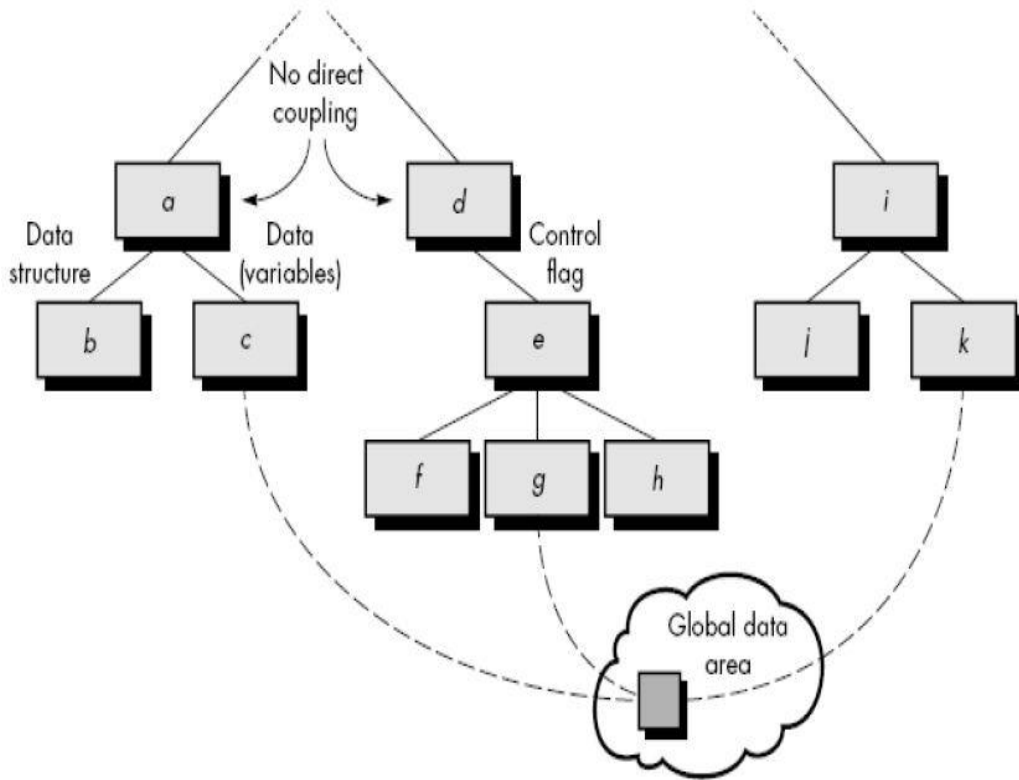 No direct
coupling
a
d
i
Data
structure
Data
(variables)
Control
flag
b
c
e
j
k
f
g
h
Global data
area